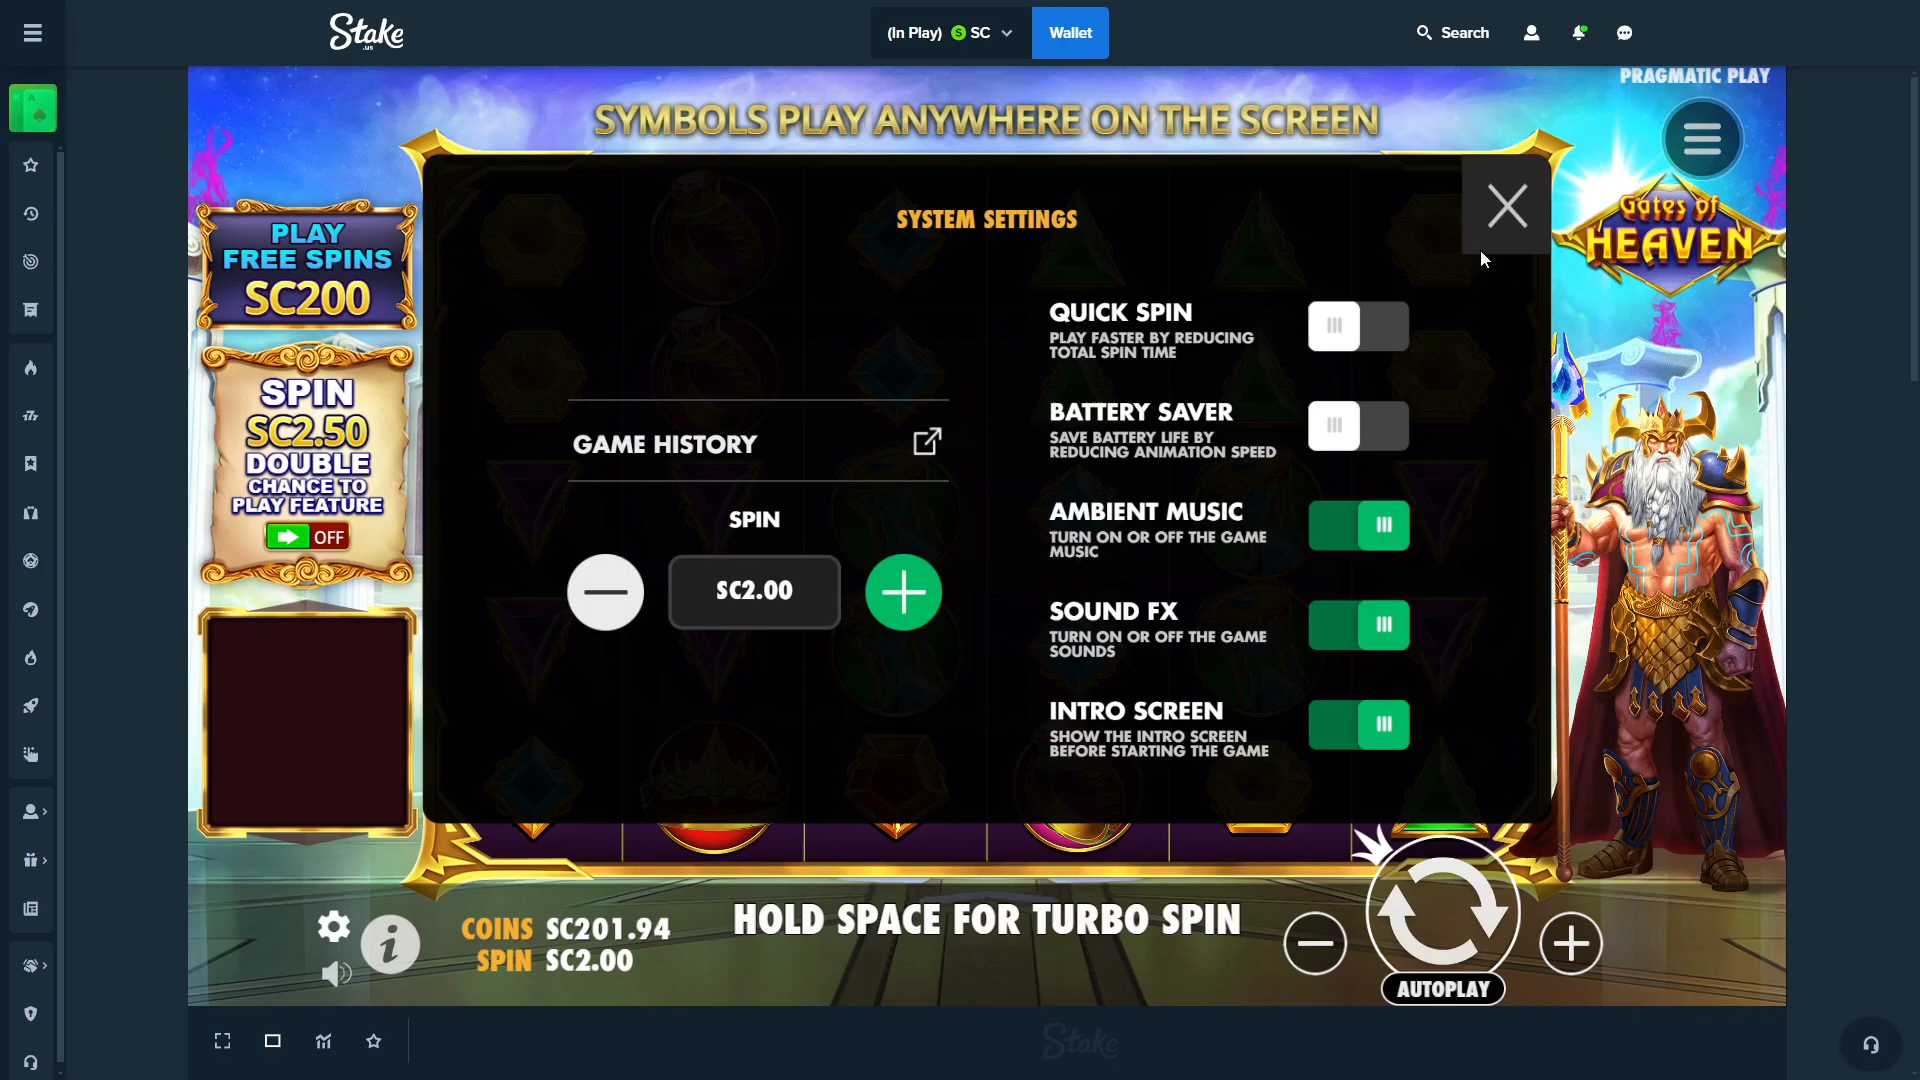 Stake
.us
(In Play) S SC
Wallet
Search
PRAGMATIC PLAY
SYMBOLS PLAY ANYWHERE ON THE SCREEN
PLAY
FREE SPINS
SC200
SPIN
SC2.50
DOUBLE
CHANCE TO
PLAY FEATURE
OFF
SYSTEM SETTINGS
GAME HISTORY
SPIN
SC2.00
QUICK SPIN
PLAY FASTER BY REDUCING
TOTAL SPIN TIME
BATTERY SAVER
SAVE BATTERY LIFE BY
REDUCING ANIMATION SPEED
AMBIENT MUSIC
TURN ON OR OFF THE GAME
MUSIC
SOUND FX
TURN ON OR OFF THE GAME
SOUNDS
INTRO SCREEN
SHOW THE INTRO SCREEN
BEFORE STARTING THE GAME
Gates of
HEAVEN
COINS SC201.94
SPIN SC2.00
HOLD SPACE FOR TURBO SPIN
AUTOPLAY
Stake